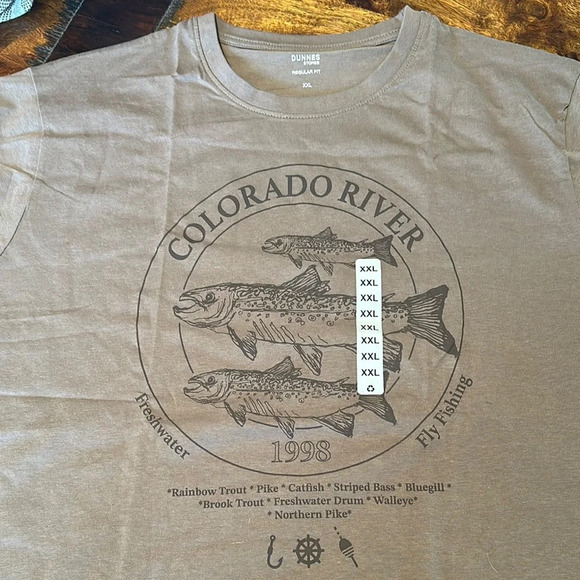 DUNNES
STORES
REGULAR FIT
XXL
COLORADO RIVER
XXL
XXL
XXL
XXL
XXL
XXL
XXL
XXL
Freshwater
Fly Fishing
1998
*Rainbow Trout * Pike * Catfish * Striped Bass * Bluegill *
*Brook Trout * Freshwater Drum * Walleye*
* Northern Pike*